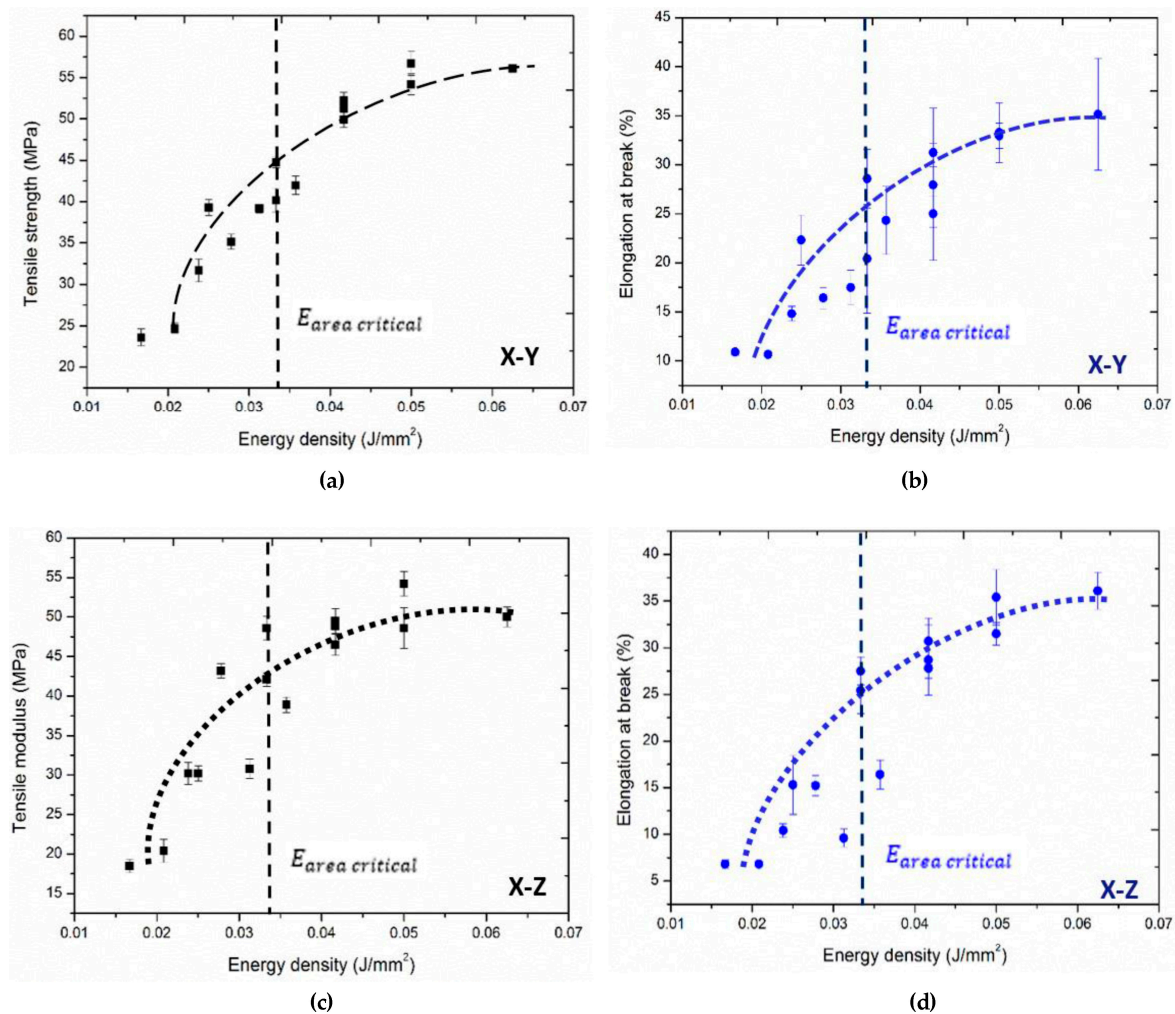 60
55
50
45
40
35
30
25
20
Tensile strength (MPa)
E area critical
X-Y
0.01 0.02 0.03 0.04 0.05 0.06 0.07
Energy density (J/mm²)
(a)
45
40
35
30
25
20
15
10
Elongation at break (%)
E area critical
X-Y
0.01 0.02 0.03 0.04 0.05 0.06 0.07
Energy density (J/mm²)
(b)
60
55
50
45
40
35
30
25
20
15
Tensile modulus (MPa)
E area critical
X-Z
0.01 0.02 0.03 0.04 0.05 0.06 0.07
Energy density (J/mm²)
(c)
40
35
30
25
20
15
10
5
Elongation at break (%)
E area critical
X-Z
0.01 0.02 0.03 0.04 0.05 0.06 0.07
Energy density (J/mm²)
(d)